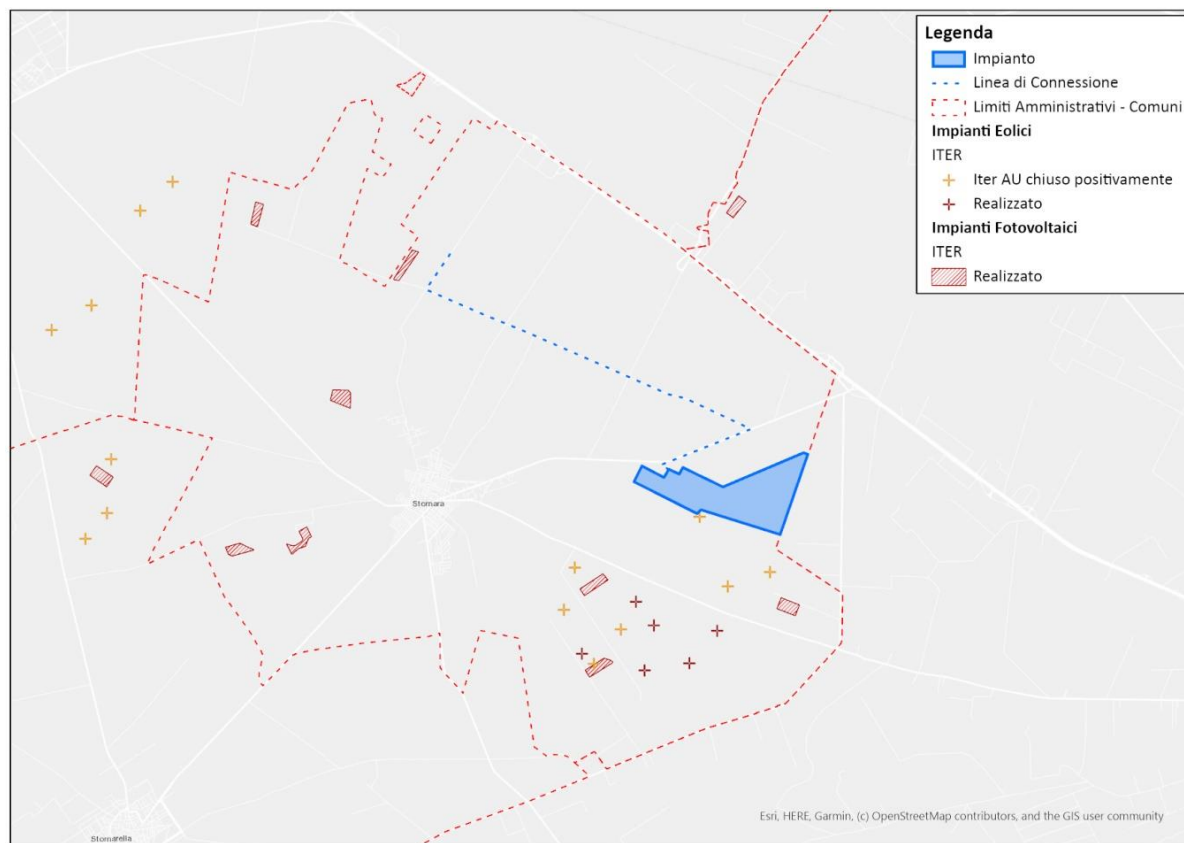 Legenda
Impianto
Linea di Connessione
Limiti Amministrativi - Comuni
Impianti Eolici
ITER
Iter AU chiuso positivamente
Realizzato
Impianti Fotovoltaici
ITER
Realizzato
Stornara
Stornarella
Esri, HERE, Garmin, (c) OpenStreetMap contributors, and the GIS user community